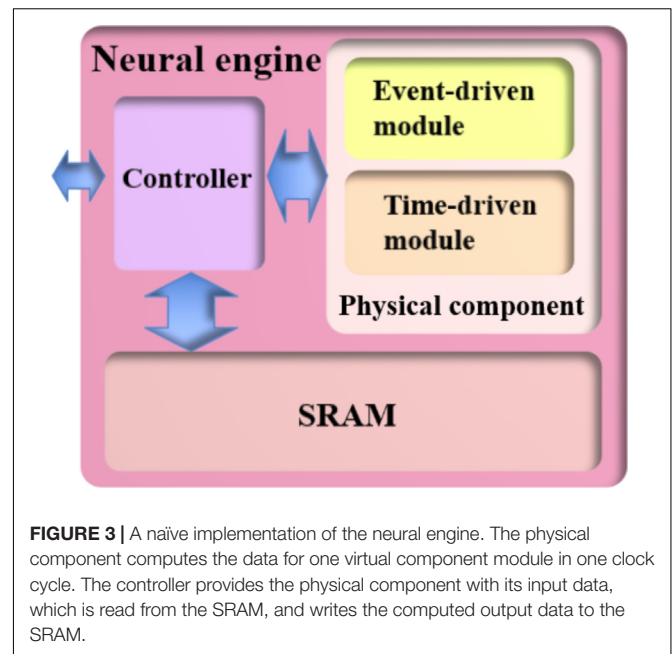 Neural engine
Event-driven
module
Controller
Time-driven
module
Physical component
SRAM
FIGURE 3 | A naïve implementation of the neural engine. The physical
component computes the data for one virtual component module in one clock
cycle. The controller provides the physical component with its input data,
which is read from the SRAM, and writes the computed output data to the
SRAM.